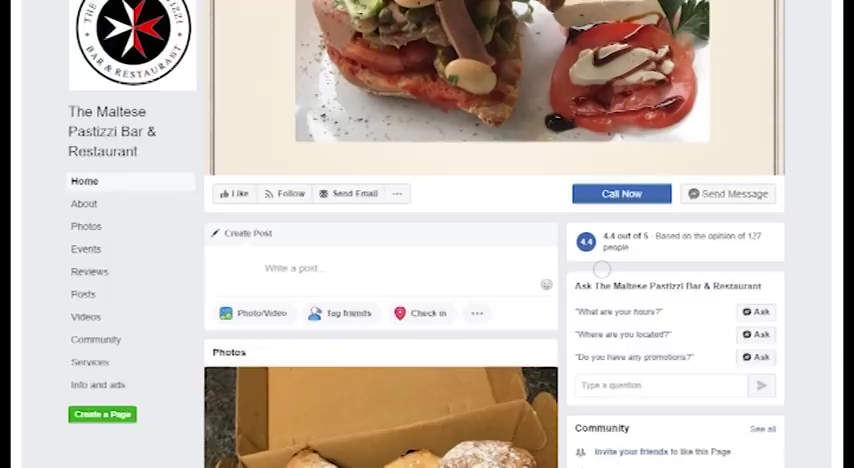 PASTIZZI
BAR & RESTAURANT
The Maltese
Pastizzi Bar &
Restaurant
Home
About
Photos
Events
Reviews
Posts
Videos
Community
Services
Info and ads
Create a Page
Like
Follow
Send Email
...
Call Now
Send Message
Create Post
Write a post...
Photo/Video
Tag friends
Check in
...
Photos
4.4
4.4 out of 5 · Based on the opinion of 127
people
Ask The Maltese Pastizzi Bar & Restaurant
"What are your hours?"
Ask
"Where are you located?"
Ask
"Do you have any promotions?"
Ask
Type a question
Community
See all
Invite your friends to like this Page